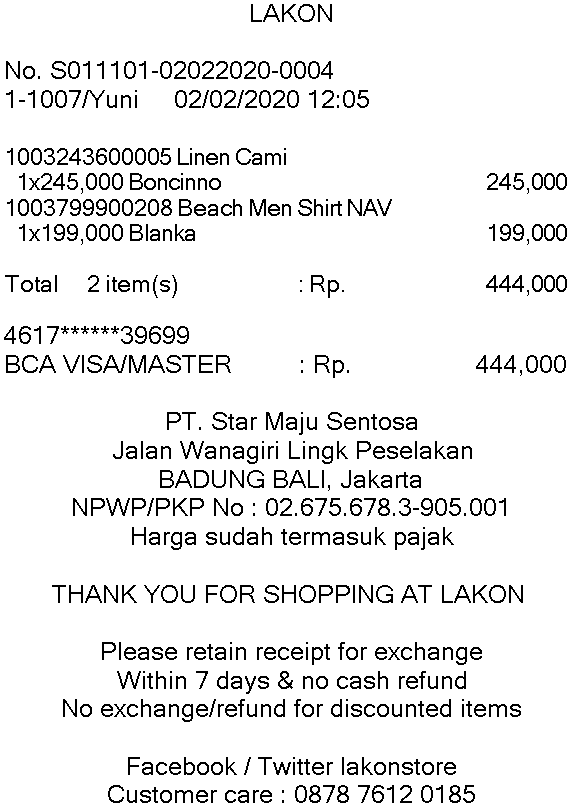 LAKON
No. S011101-02022020-0004
1-1007/Yuni 02/02/2020 12:05
1003243600005 Linen Cami
1x245,000 Boncinno 245,000
1003799900208 Beach Men Shirt NAV
1x199,000 Blanka 199,000
Total 2 item(s) : Rp. 444,000
4617******39699
BCA VISA/MASTER : Rp. 444,000
PT. Star Maju Sentosa
Jalan Wanagiri Lingk Peselakan
BADUNG BALI, Jakarta
NPWP/PKP No : 02.675.678.3-905.001
Harga sudah termasuk pajak
THANK YOU FOR SHOPPING AT LAKON
Please retain receipt for exchange
Within 7 days & no cash refund
No exchange/refund for discounted items
Facebook / Twitter lakonstore
Customer care : 0878 7612 0185